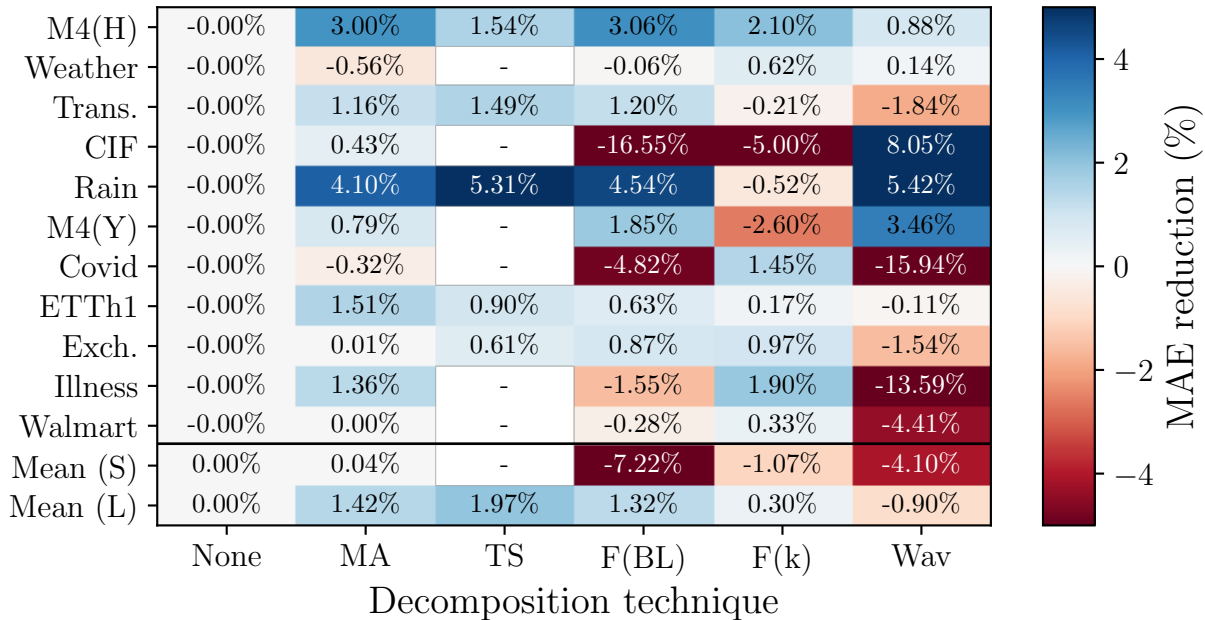 M4(H) -0.00% 3.00% 1.54% 3.06% 2.10% 0.88%
Weather -0.00% -0.56% - -0.06% 0.62% 0.14%
Trans. -0.00% 1.16% 1.49% 1.20% -0.21% -1.84%
CIF -0.00% 0.43% - -16.55% -5.00% 8.05%
Rain -0.00% 4.10% 5.31% 4.54% -0.52% 5.42%
M4(Y) -0.00% 0.79% - 1.85% -2.60% 3.46%
Covid -0.00% -0.32% - -4.82% 1.45% -15.94%
ETTh1 -0.00% 1.51% 0.90% 0.63% 0.17% -0.11%
Exch. -0.00% 0.01% 0.61% 0.87% 0.97% -1.54%
Illness -0.00% 1.36% - -1.55% 1.90% -13.59%
Walmart -0.00% 0.00% - -0.28% 0.33% -4.41%
Mean (S) 0.00% 0.04% - -7.22% -1.07% -4.10%
Mean (L) 0.00% 1.42% 1.97% 1.32% 0.30% -0.90%
None MA TS F(BL) F(k) Wav
Decomposition technique
4
2
0
−2
−4
MAE reduction (%)